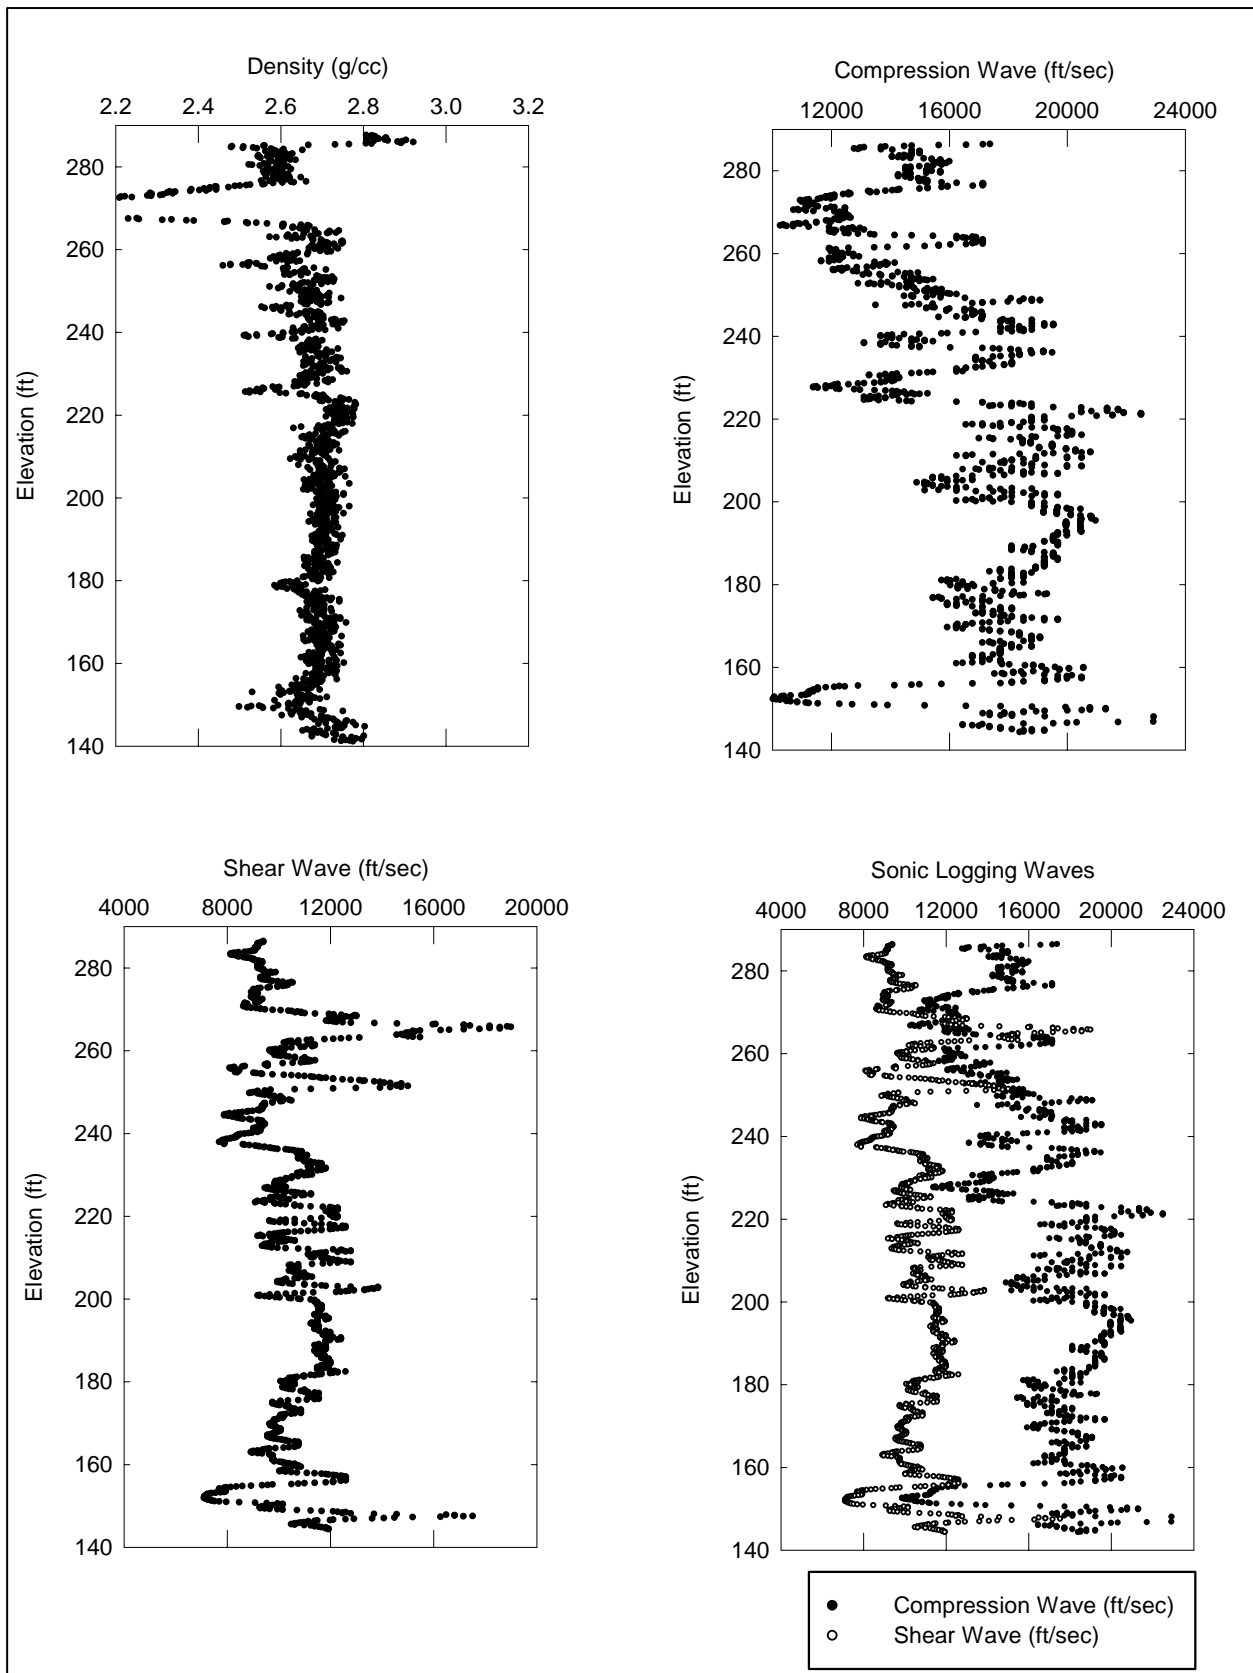 Density (g/cc)
2.2 2.4 2.6 2.8 3.0 3.2
280
260
240
220
200
180
160
140
Elevation (ft)
Compression Wave (ft/sec)
12000 16000 20000 24000
280
260
240
220
200
180
160
140
Elevation (ft)
Shear Wave (ft/sec)
4000 8000 12000 16000 20000
280
260
240
220
200
180
160
140
Elevation (ft)
Sonic Logging Waves
4000 8000 12000 16000 20000 24000
280
260
240
220
200
180
160
140
Elevation (ft)
Compression Wave (ft/sec)
Shear Wave (ft/sec)